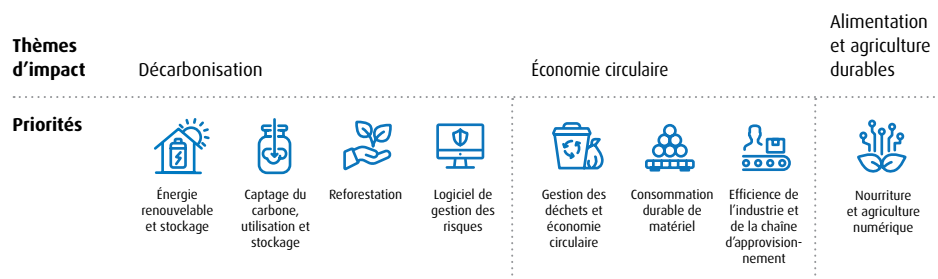 Thèmes
d’impact
Décarbonisation
Économie circulaire
Alimentation
et agriculture
durables
Priorités
Énergie
renouvelable
et stockage
Captage du
carbone,
utilisation et
stockage
Reforestation
Logiciel de
gestion des
risques
Gestion des
déchets et
économie
circulaire
Consommation
durable de
matériel
Efficience de
l’industrie et
de la chaîne
d’approvision-
nement
Nourriture
et agriculture
numérique